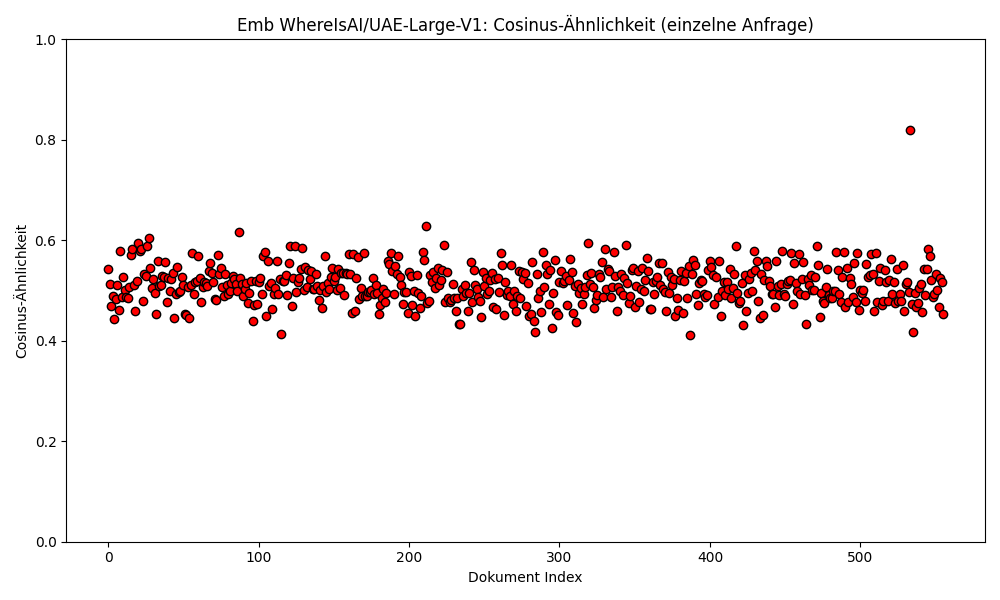 Emb WhereIsAI/UAE-Large-V1: Cosinus-Ähnlichkeit (einzelne Anfrage)
1.0
0.8
0.6
0.4
0.2
0.0
Cosinus-Ähnlichkeit
0 100 200 300 400 500
Dokument Index